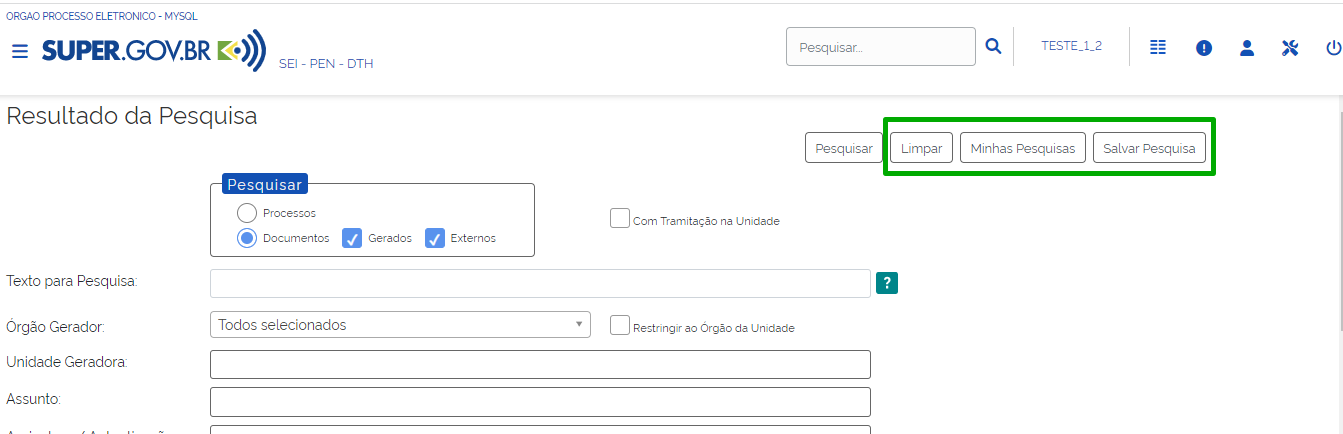 ORGAO PROCESSO ELETRONICO - MYSQL
SUPER.GOV.BR
SEI - PEN - DTH
Pesquisar...
TESTE_1_2
Resultado da Pesquisa
Pesquisar
Limpar
Minhas Pesquisas
Salvar Pesquisa
Pesquisar
Processos
Documentos
Gerados
Externos
Com Tramitação na Unidade
Texto para Pesquisa:
?
Órgão Gerador:
Todos selecionados
Restringir ao Órgão da Unidade
Unidade Geradora:
Assunto: